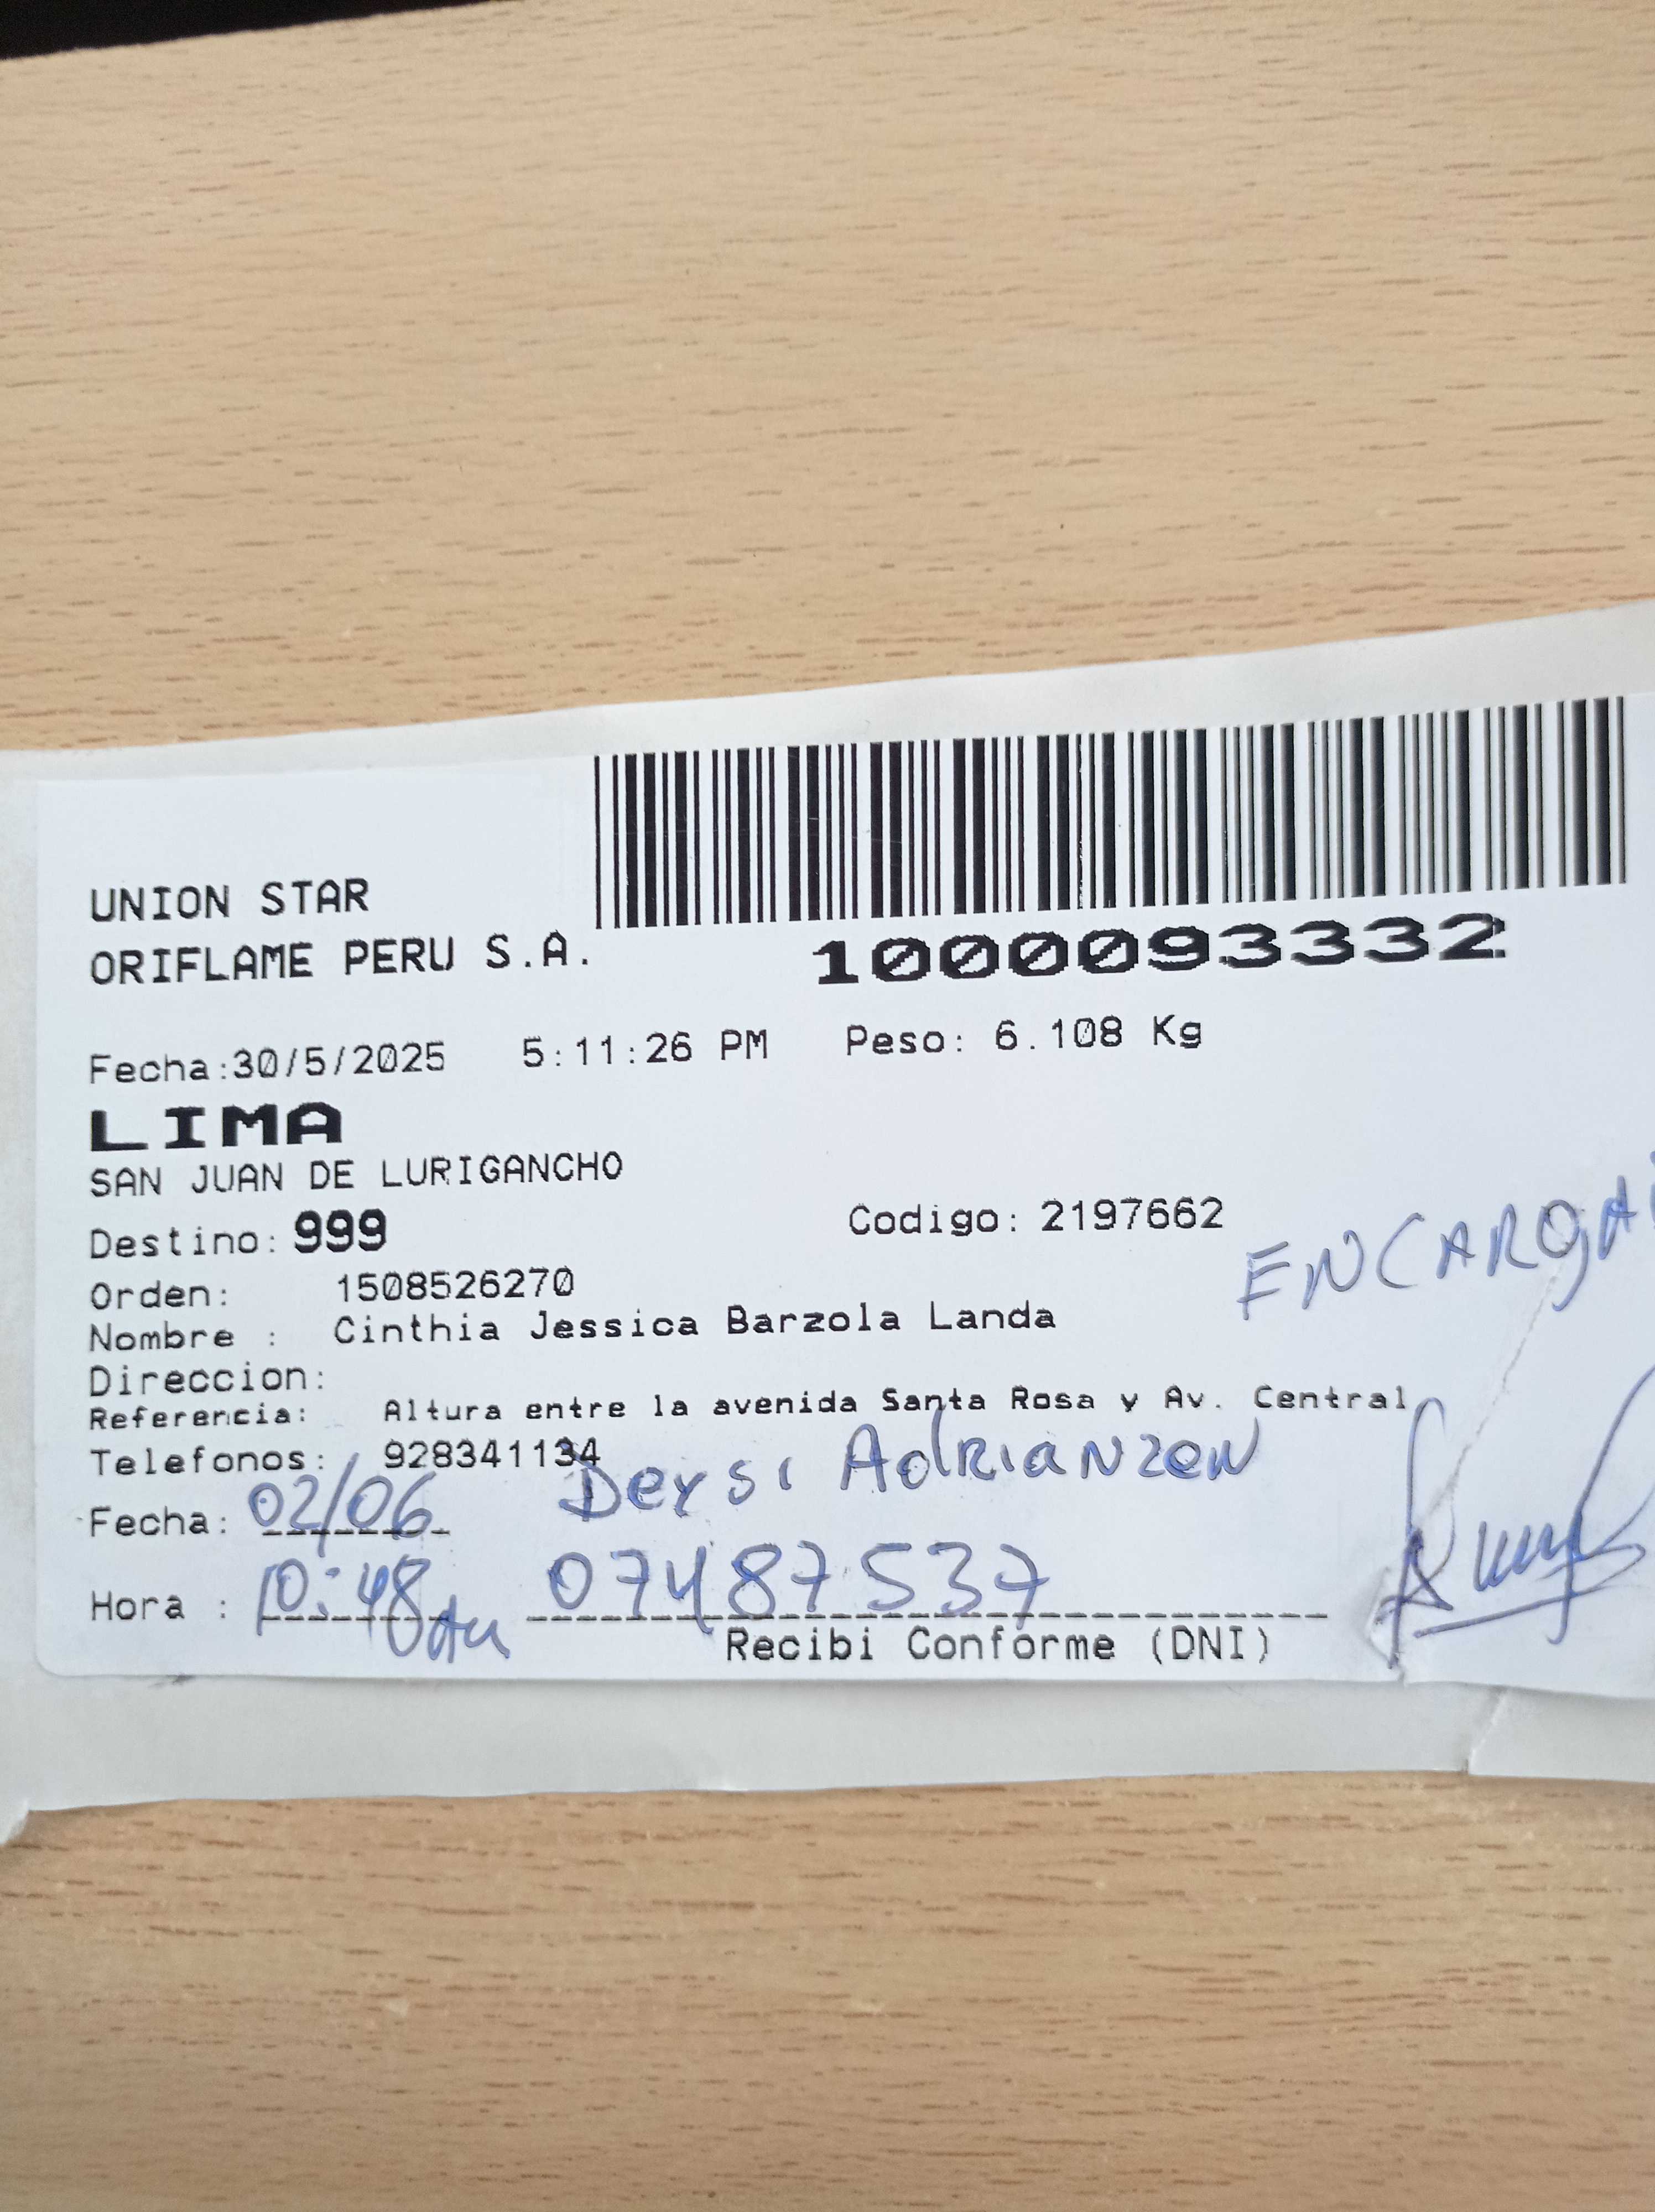 UNION STAR
ORIFLAME PERU S.A.
1000093332
Fecha:30/5/2025 5:11:26 PM Peso: 6.108 Kg
LIMA
SAN JUAN DE LURIGANCHO
Destino: 999 Codigo: 2197662
ENCARGA
Orden: 1508526270
Nombre : Cinthia Jessica Barzola Landa
Direccion:
Referencia: Altura entre la avenida Santa Rosa y Av. Central
Telefonos: 928341134
Deysi Adrianzen
Fecha: 02/06
Hora : 10:48 am 07487537
Recibi Conforme (DNI)